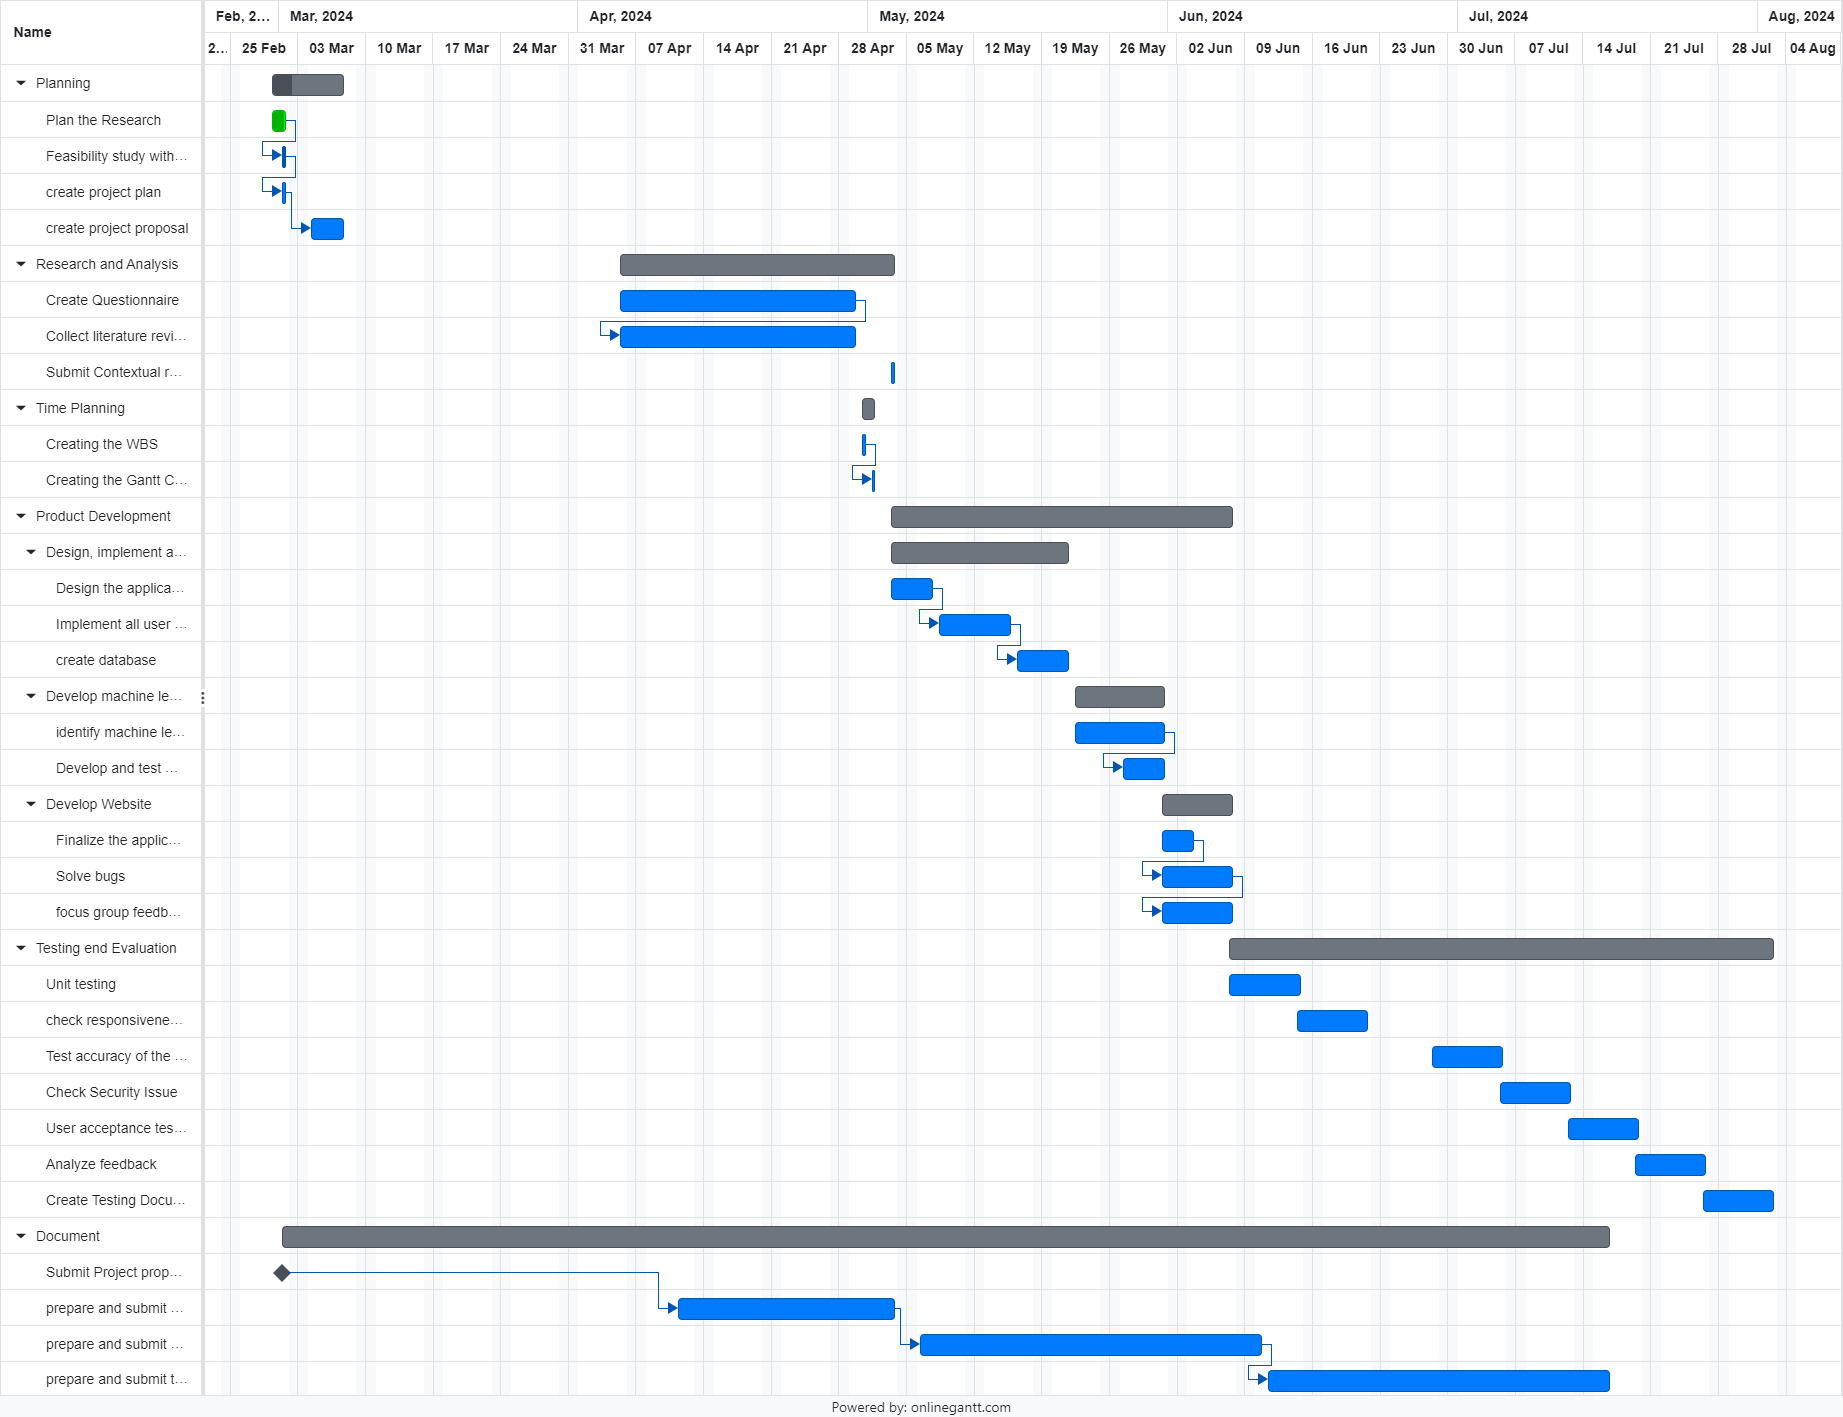 Name
Feb, 2... Mar, 2024 Apr, 2024 May, 2024 Jun, 2024 Jul, 2024 Aug, 2024
2... 25 Feb 03 Mar 10 Mar 17 Mar 24 Mar 31 Mar 07 Apr 14 Apr 21 Apr 28 Apr 05 May 12 May 19 May 26 May 02 Jun 09 Jun 16 Jun 23 Jun 30 Jun 07 Jul 14 Jul 21 Jul 28 Jul 04 Aug
Planning
Plan the Research
Feasibility study with...
create project plan
create project proposal
Research and Analysis
Create Questionnaire
Collect literature revi...
Submit Contextual r...
Time Planning
Creating the WBS
Creating the Gantt C...
Product Development
Design, implement a...
Design the applica...
Implement all user ...
create database
Develop machine le...
identify machine le...
Develop and test ...
Develop Website
Finalize the applic...
Solve bugs
focus group feedb...
Testing end Evaluation
Unit testing
check responsivene...
Test accuracy of the ...
Check Security Issue
User acceptance tes...
Analyze feedback
Create Testing Docu...
Document
Submit Project prop...
prepare and submit ...
prepare and submit ...
prepare and submit t...
Powered by: onlinegantt.com